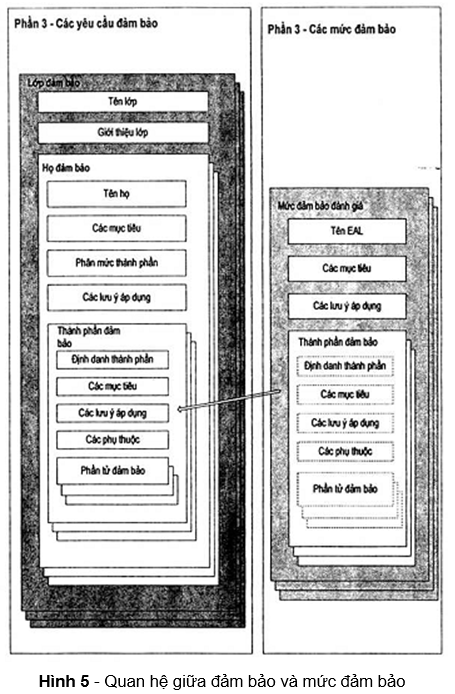 Phần 3 - Các yêu cầu đảm bảo
Lớp đảm bảo
Tên lớp
Giới thiệu lớp
Họ đảm bảo
Tên họ
Các mục tiêu
Phân mức thành phần
Các lưu ý áp dụng
Thành phần đảm
bảo
Định danh thành phần
Các mục tiêu
Các lưu ý áp dụng
Các phụ thuộc
Phần tử đảm bảo
Phần 3 - Các mức đảm bảo
Mức đảm bảo đánh giá
Tên EAL
Các mục tiêu
Các lưu ý áp dụng
Thành phần đảm bảo
Định danh thành phần
Các mục tiêu
Các lưu ý áp dụng
Các phụ thuộc
Phần tử đảm bảo
Hình 5 - Quan hệ giữa đảm bảo và mức đảm bảo